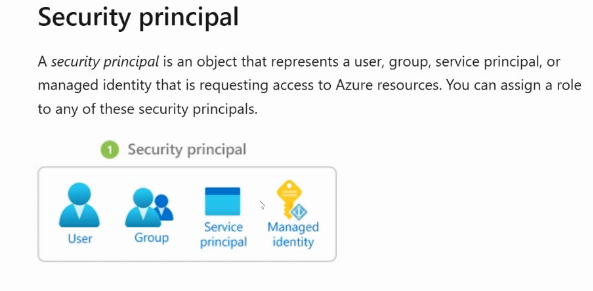 Security principal
A security principal is an object that represents a user, group, service principal, or
managed identity that is requesting access to Azure resources. You can assign a role
to any of these security principals.
1 Security principal
User
Group
Service
principal
Managed
identity